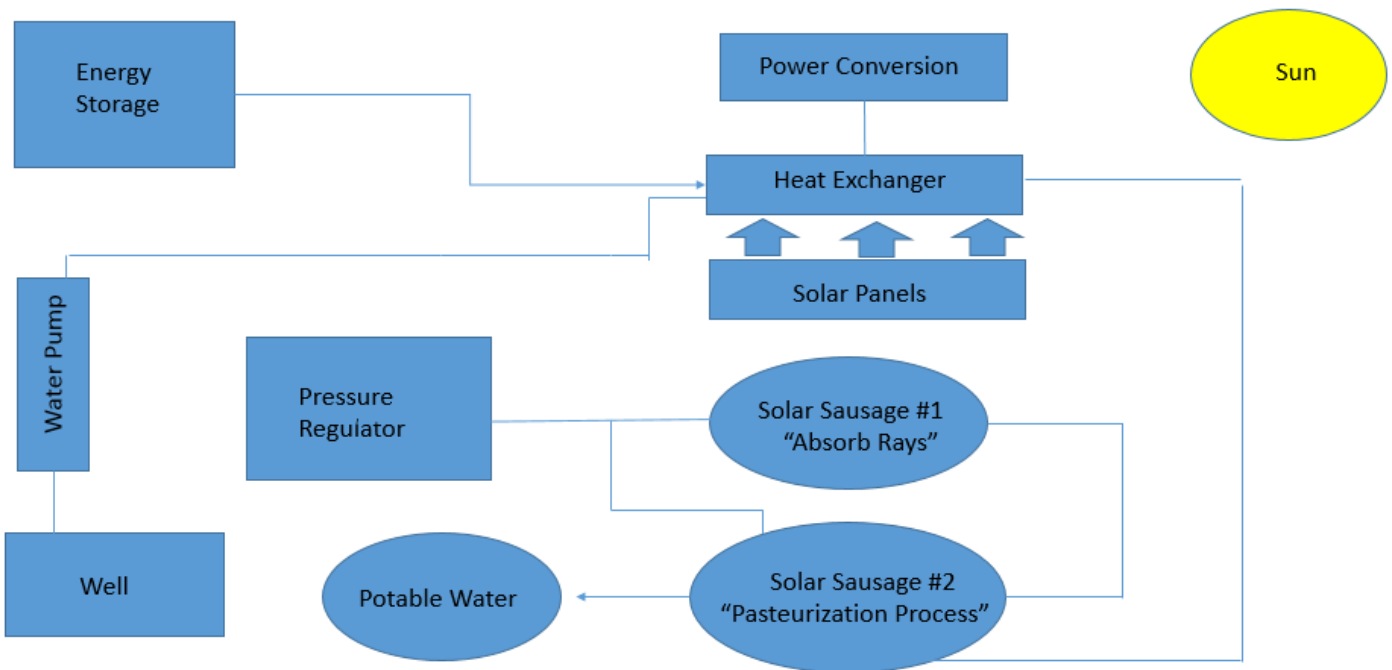 Energy
Storage
Power Conversion
Sun
Heat Exchanger
Solar Panels
Water Pump
Pressure
Regulator
Solar Sausage #1
“Absorb Rays”
Well
Potable Water
Solar Sausage #2
“Pasteurization Process”